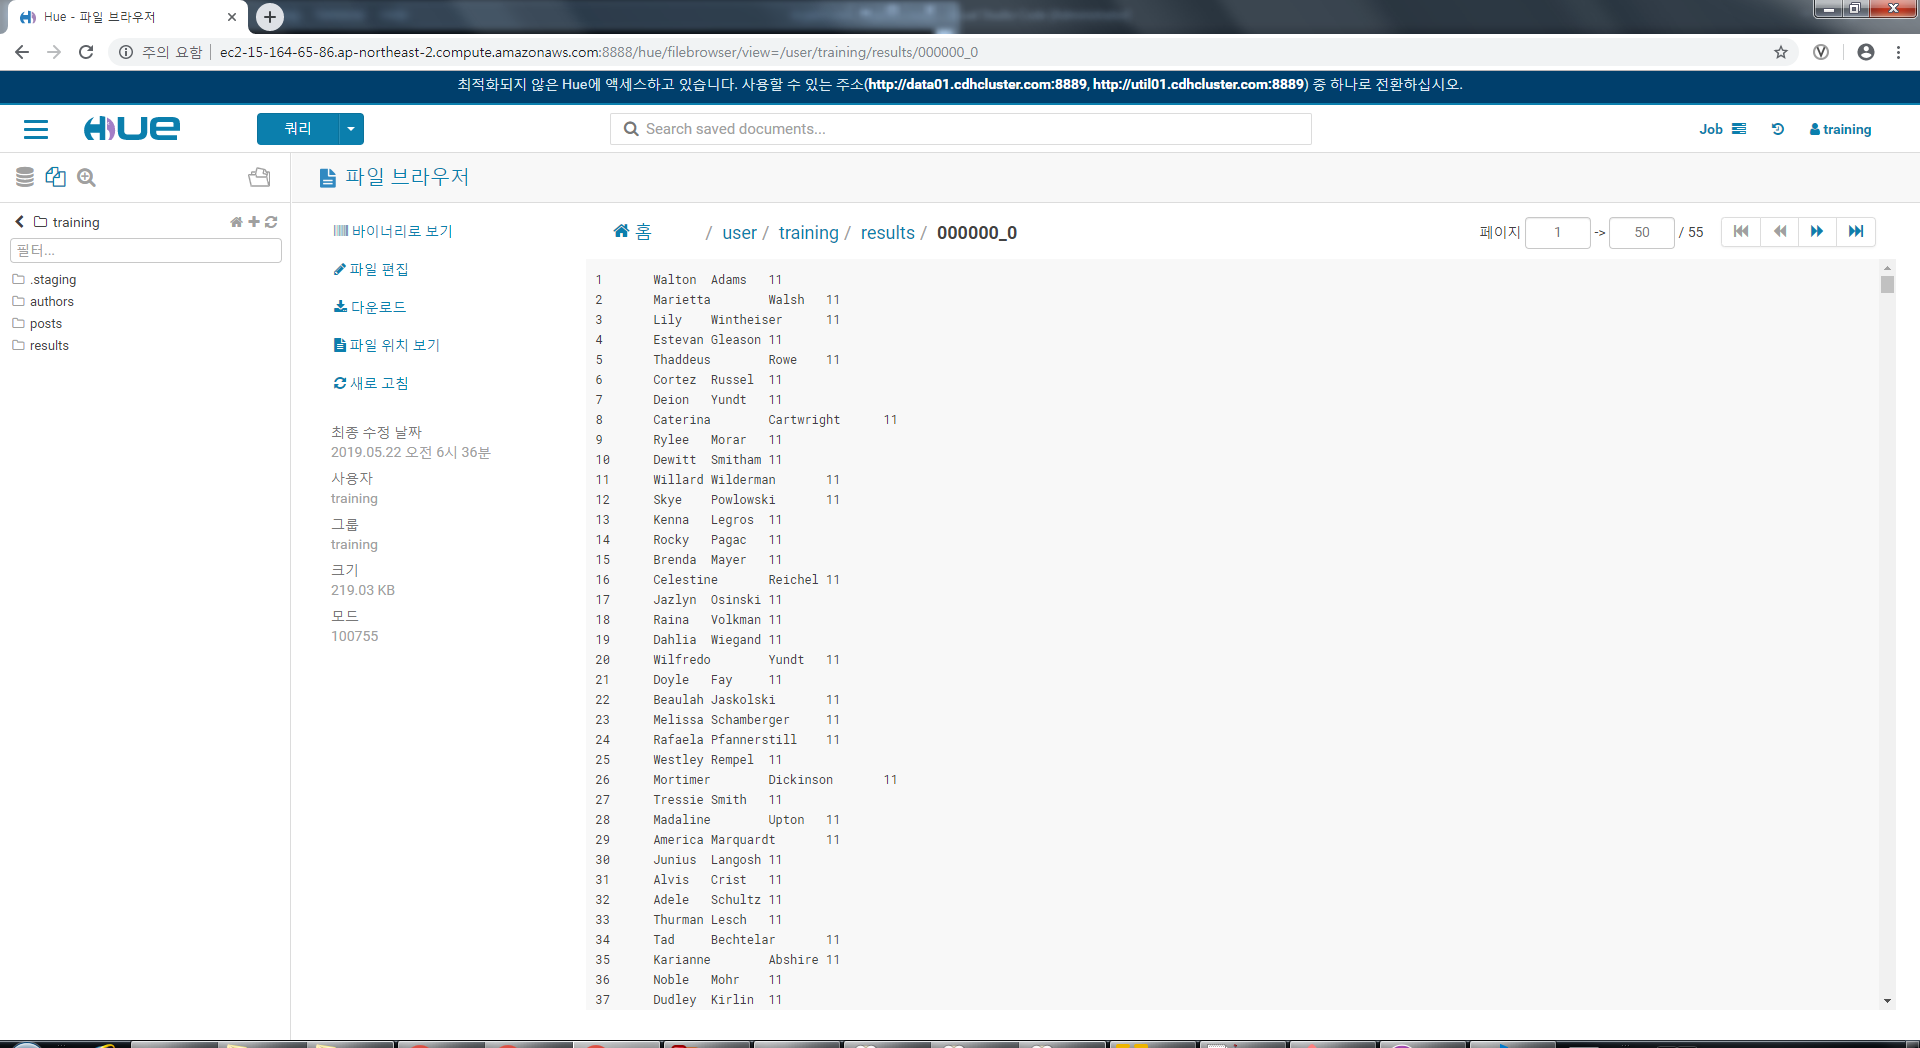 Hue - 파일 브라우저
주의 요함 ec2-15-164-65-86.ap-northeast-2.compute.amazonaws.com:8888/hue/filebrowser/view=/user/training/results/000000_0
최적화되지 않은 Hue에 액세스하고 있습니다. 사용할 수 있는 주소(http://data01.cdhcluster.com:8889, http://util01.cdhcluster.com:8889) 중 하나로 전환하십시오.
HUE 쿼리 Search saved documents... Job training
파일 브라우저
training
필터...
.staging
authors
posts
results
바이너리로 보기
파일 편집
다운로드
파일 위치 보기
새로 고침
최종 수정 날짜
2019.05.22 오전 6시 36분
사용자
training
그룹
training
크기
219.03 KB
모드
100755
홈 / user / training / results / 000000_0 페이지 1 -> 50 / 55
1 Walton Adams 11
2 Marietta Walsh 11
3 Lily Wintheiser 11
4 Estevan Gleason 11
5 Thaddeus Rowe 11
6 Cortez Russel 11
7 Deion Yundt 11
8 Caterina Cartwright 11
9 Rylee Morar 11
10 Dewitt Smitham 11
11 Willard Wilderman 11
12 Skye Powlowski 11
13 Kenna Legros 11
14 Rocky Pagac 11
15 Brenda Mayer 11
16 Celestine Reichel 11
17 Jazlyn Osinski 11
18 Raina Volkman 11
19 Dahlia Wiegand 11
20 Wilfredo Yundt 11
21 Doyle Fay 11
22 Beaulah Jaskolski 11
23 Melissa Schamberger 11
24 Rafaela Pfannerstill 11
25 Westley Rempel 11
26 Mortimer Dickinson 11
27 Tressie Smith 11
28 Madaline Upton 11
29 America Marquardt 11
30 Junius Langosh 11
31 Alvis Crist 11
32 Adele Schultz 11
33 Thurman Lesch 11
34 Tad Bechtelar 11
35 Karianne Abshire 11
36 Noble Mohr 11
37 Dudley Kirlin 11